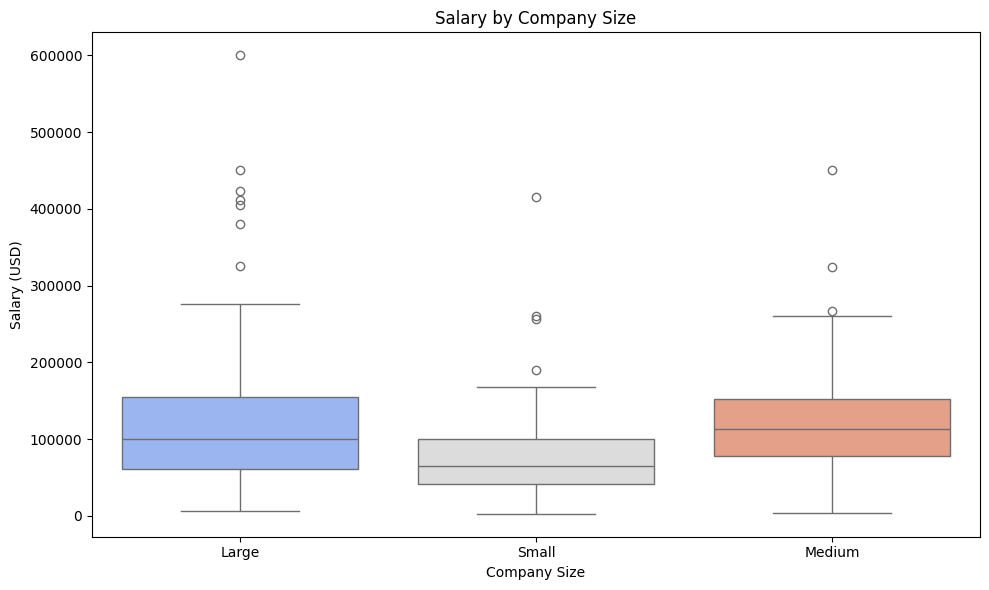 Salary by Company Size
Salary (USD)
600000
500000
400000
300000
200000
100000
0
Large
Small
Medium
Company Size